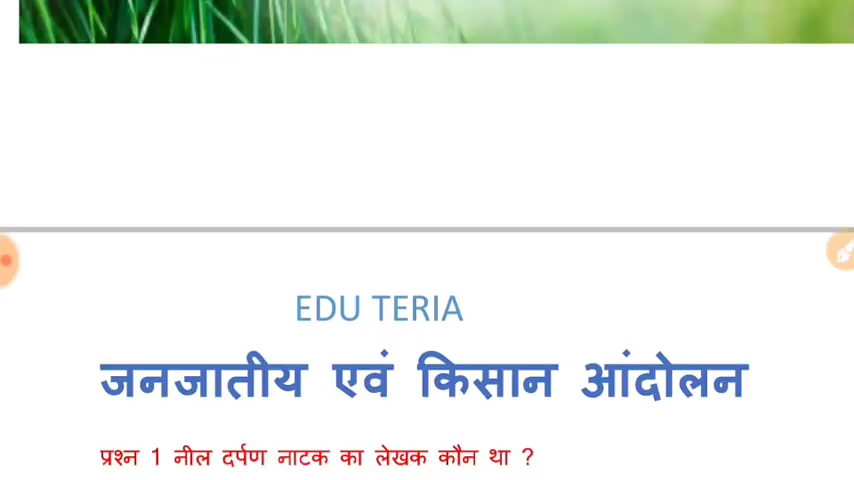 EDU TERIA
जनजातीय एवं किसान आंदोलन
प्रश्न 1 नील दर्पण नाटक का लेखक कौन था ?